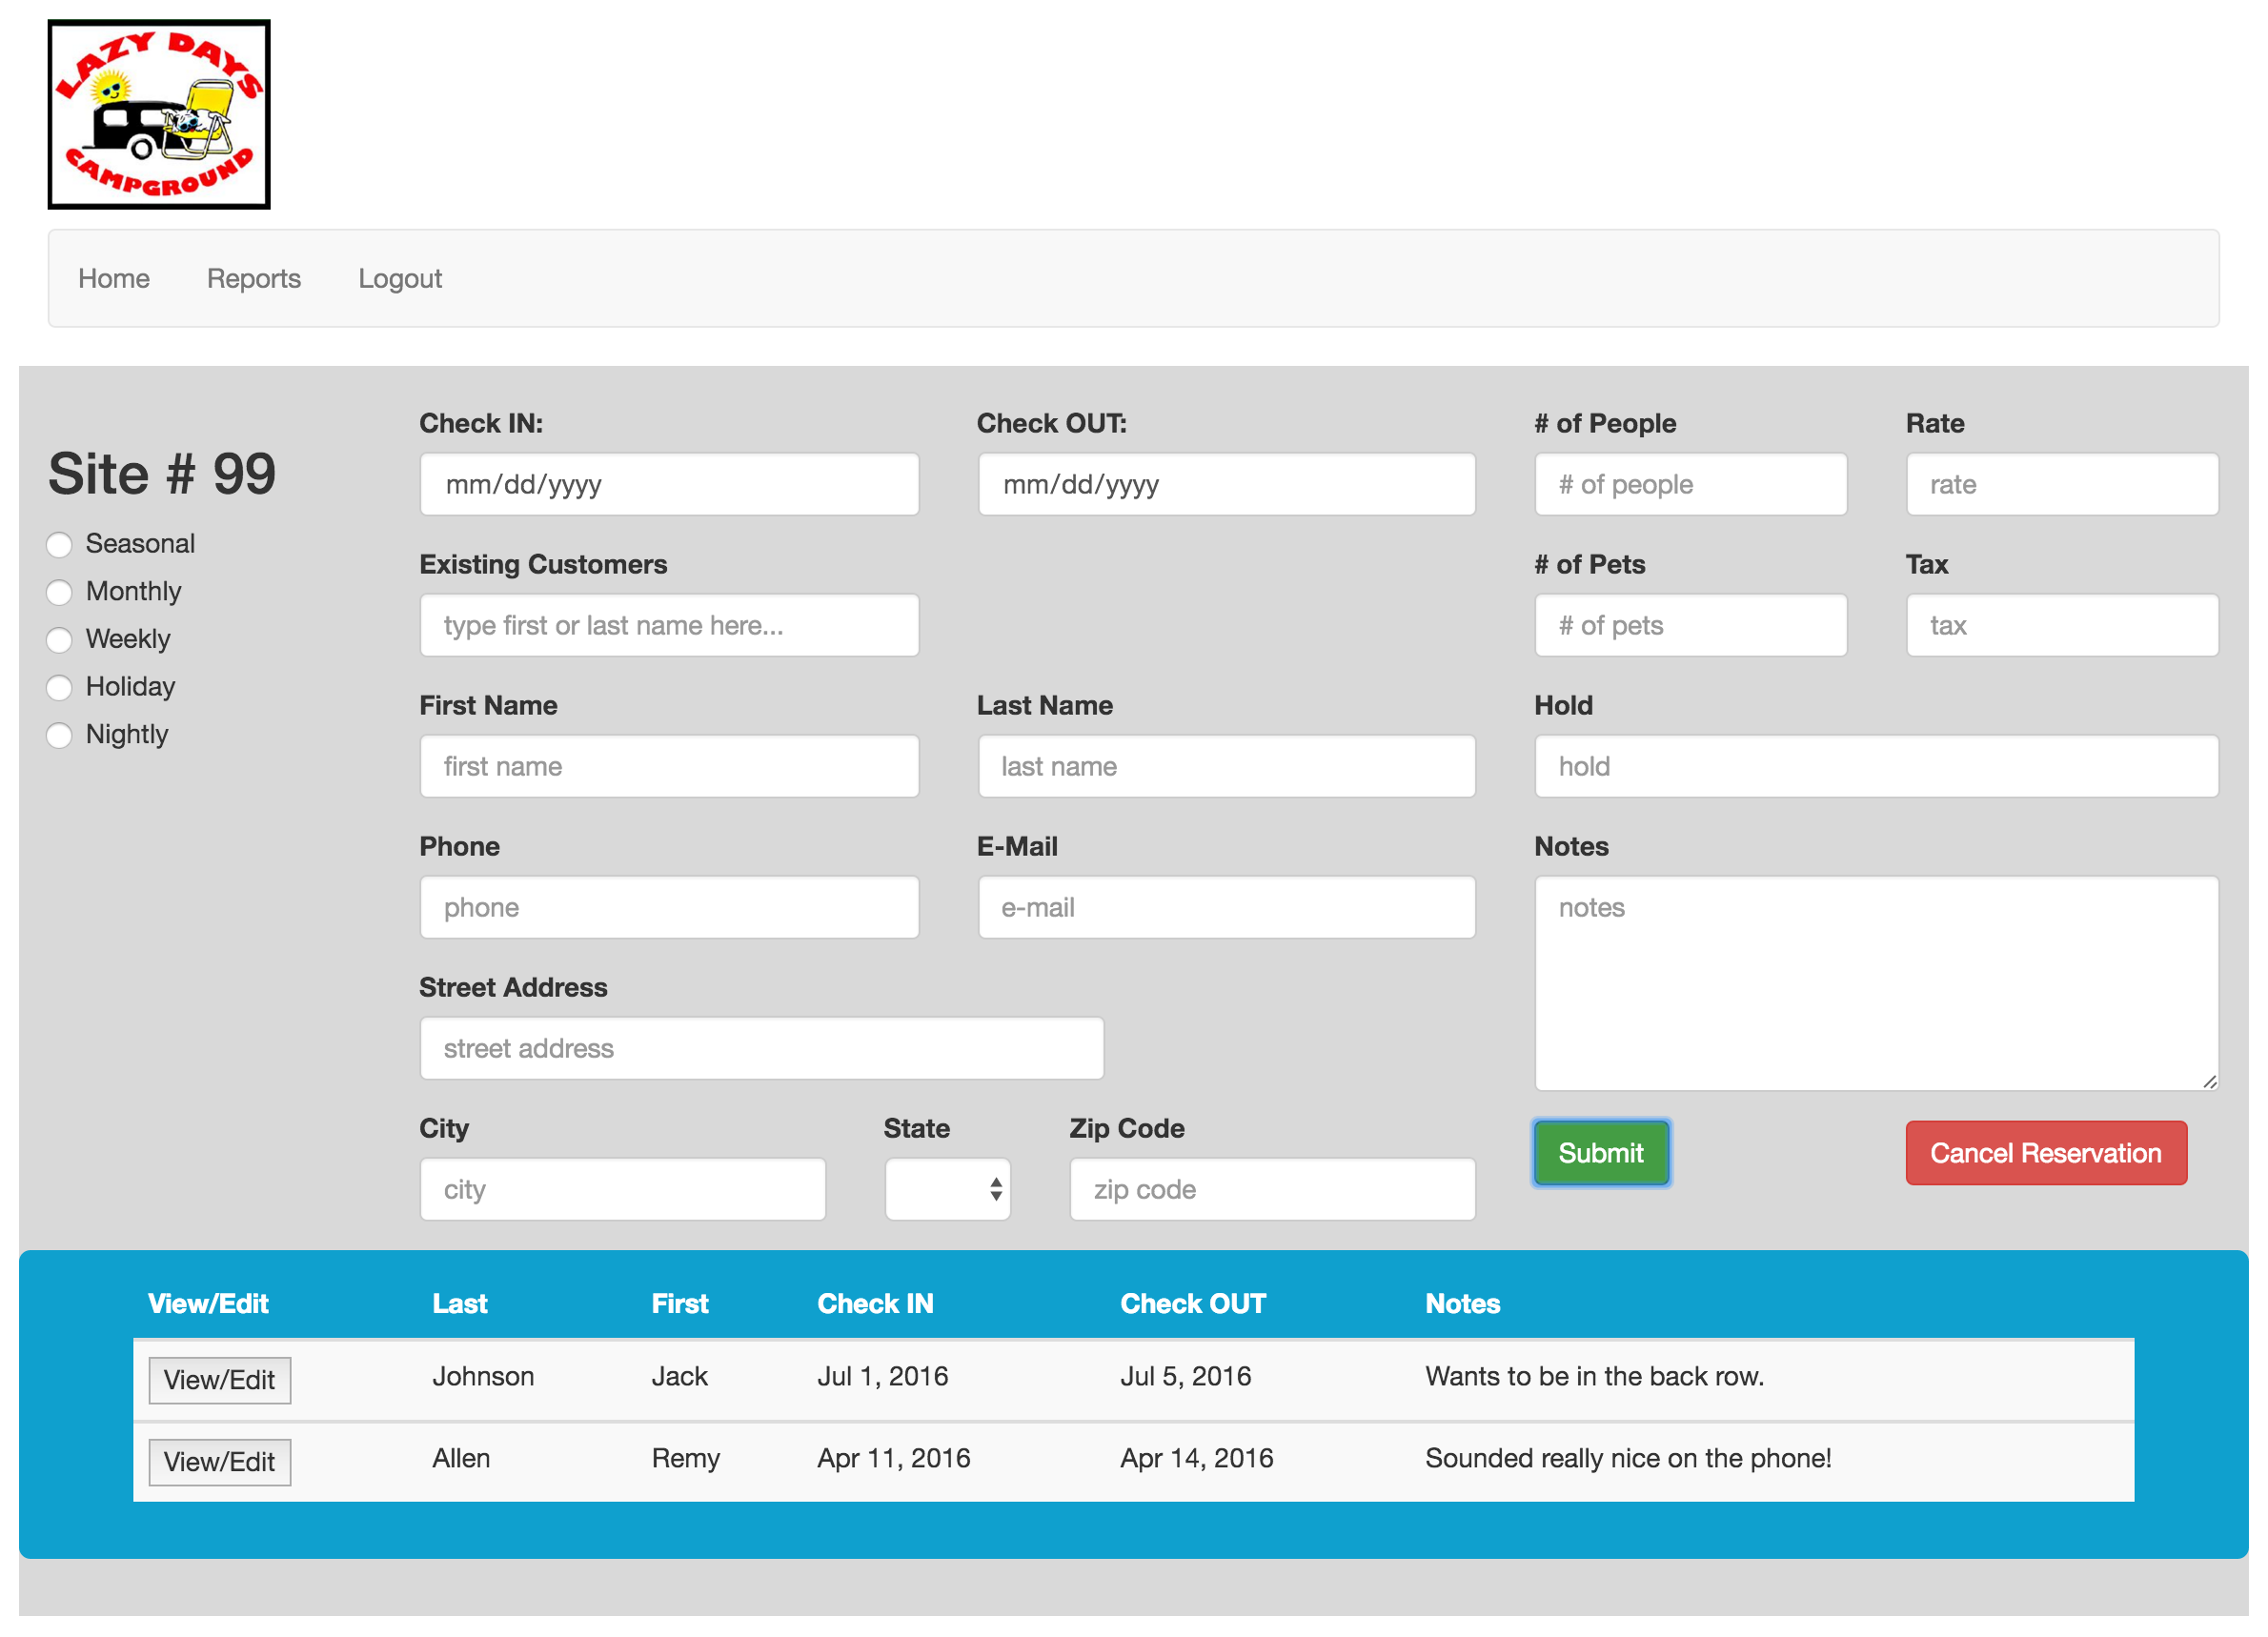 LAZY DAYS
CAMPGROUND
Home Reports Logout
Site # 99
Seasonal
Monthly
Weekly
Holiday
Nightly
Check IN: Check OUT: # of People Rate
mm/dd/yyyy mm/dd/yyyy # of people rate
Existing Customers # of Pets Tax
type first or last name here... # of pets tax
First Name Last Name Hold
first name last name hold
Phone E-Mail Notes
phone e-mail notes
Street Address
street address
City State Zip Code
city zip code
Submit Cancel Reservation
View/Edit Last First Check IN Check OUT Notes
View/Edit Johnson Jack Jul 1, 2016 Jul 5, 2016 Wants to be in the back row.
View/Edit Allen Remy Apr 11, 2016 Apr 14, 2016 Sounded really nice on the phone!